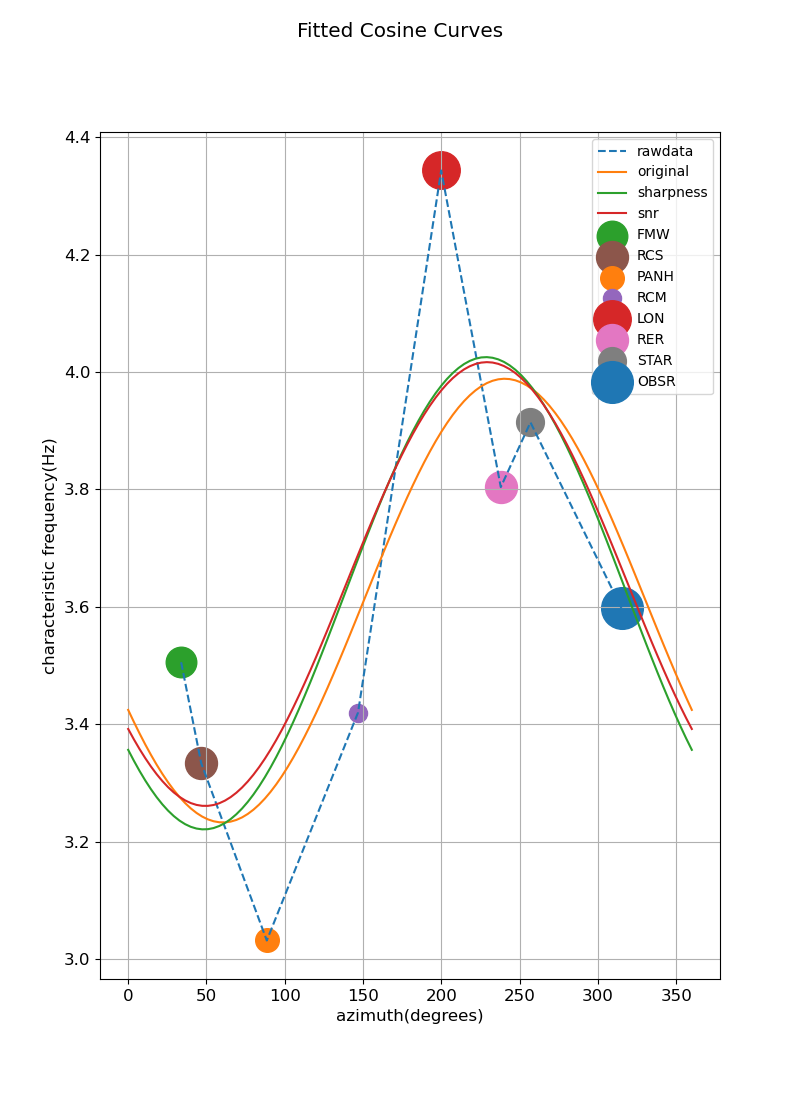 Fitted Cosine Curves
4.4
4.2
4.0
3.8
3.6
3.4
3.2
3.0
characteristic frequency(Hz)
rawdata
original
sharpness
snr
FMW
RCS
PANH
RCM
LON
RER
STAR
OBSR
0 50 100 150 200 250 300 350
azimuth(degrees)